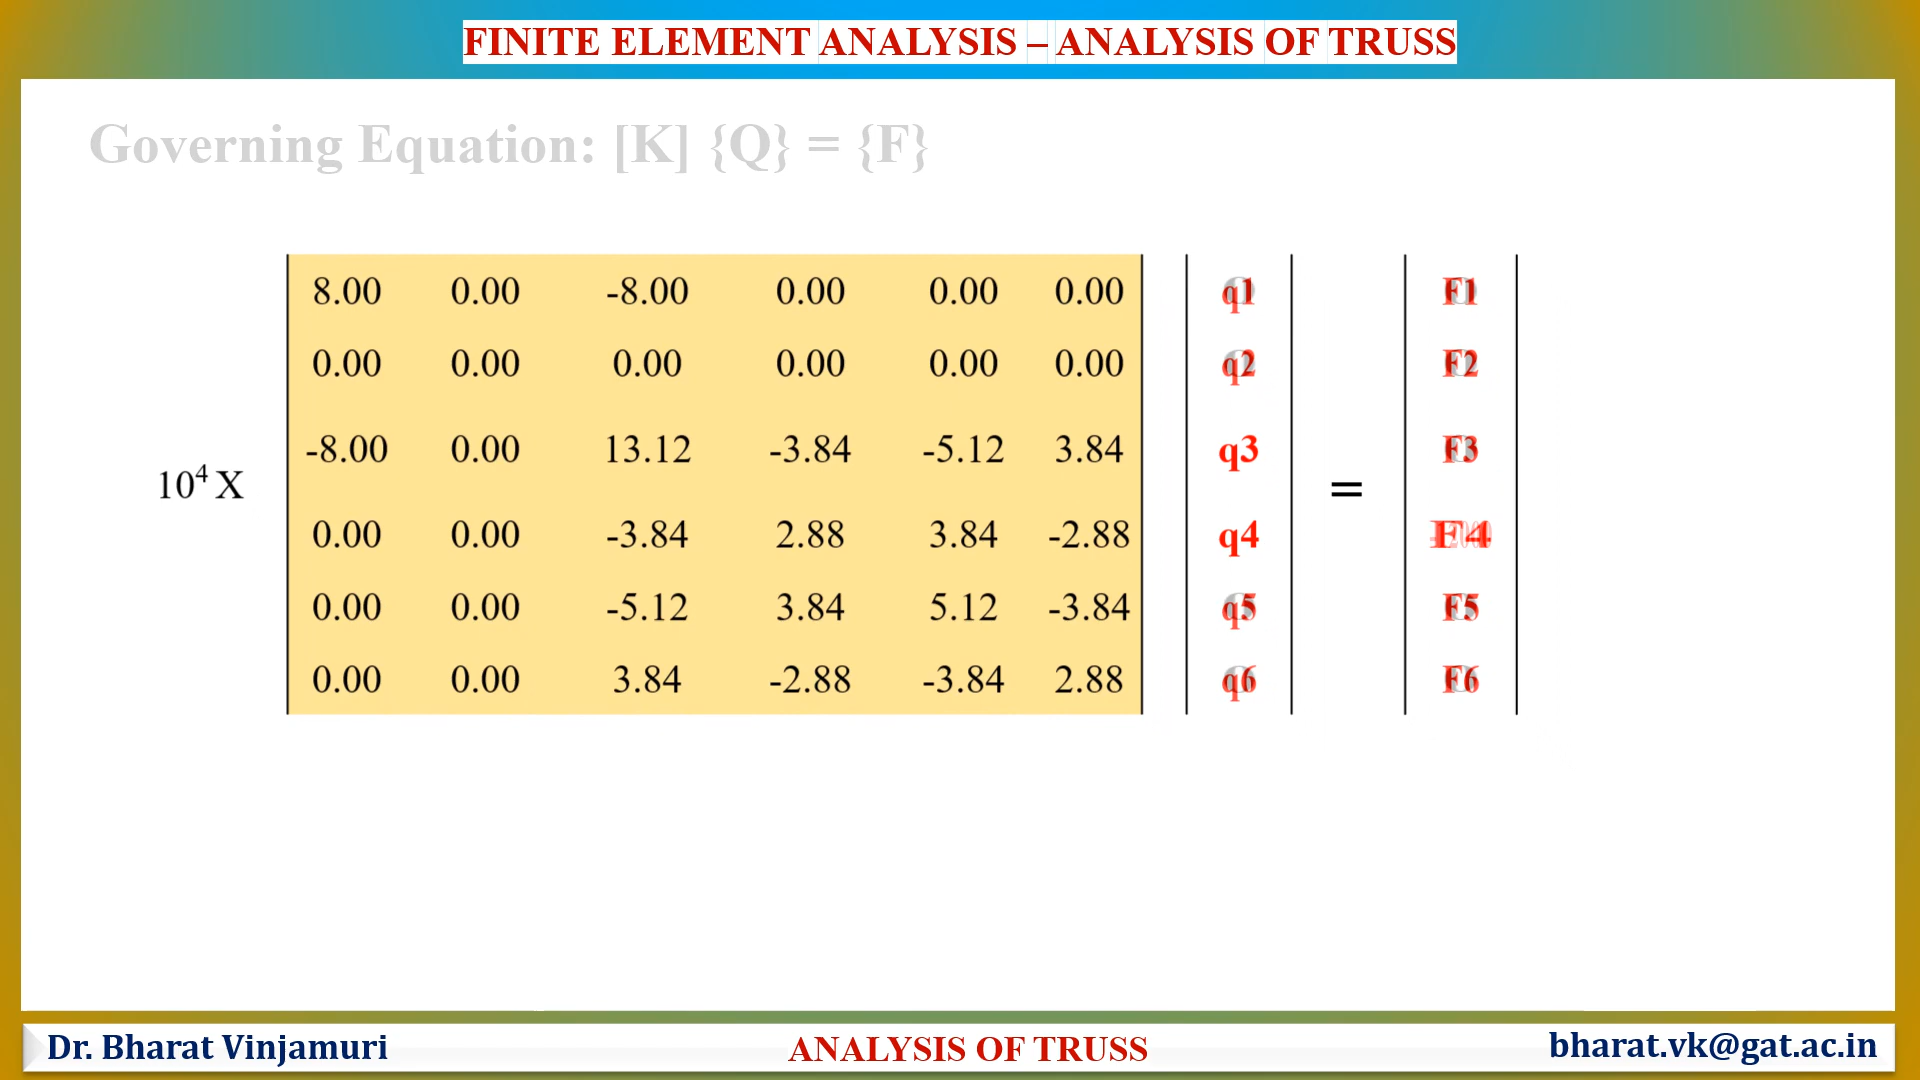 FINITE ELEMENT ANALYSIS – ANALYSIS OF TRUSS
Governing Equation: [K] {Q} = {F}
8.00 0.00 -8.00 0.00 0.00 0.00 q1 F1
0.00 0.00 0.00 0.00 0.00 0.00 q2 F2
-8.00 0.00 13.12 -3.84 -5.12 3.84 q3 F3
10⁴ X =
0.00 0.00 -3.84 2.88 3.84 -2.88 q4 F4
0.00 0.00 -5.12 3.84 5.12 -3.84 q5 F5
0.00 0.00 3.84 -2.88 -3.84 2.88 q6 F6
Dr. Bharat Vinjamuri ANALYSIS OF TRUSS bharat.vk@gat.ac.in